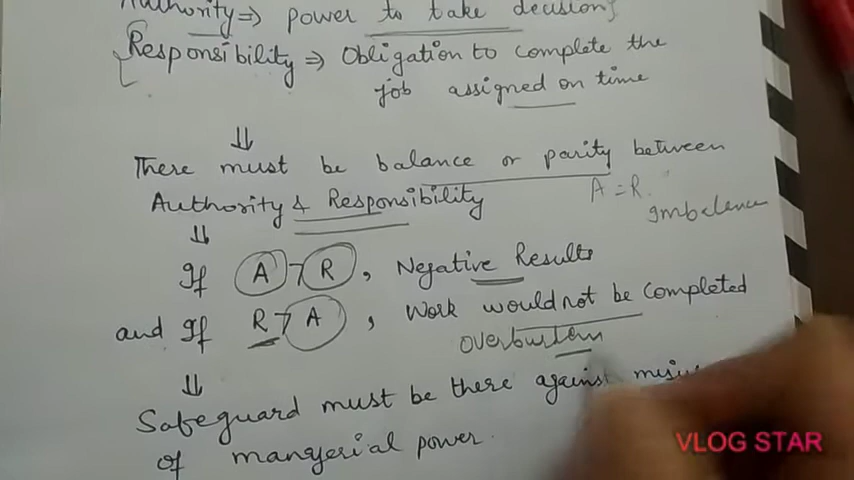 Authority ⇒ power to take decisions
Responsibility ⇒ Obligation to complete the
job assigned on time
⇓
There must be balance or parity between
Authority & Responsibility A = R.
⇓ Imbalence
If A > R, Negative Results
and If R > A, Work would not be completed
overburden
⇓
Safeguard must be there against
of managerial power.
VLOG STAR